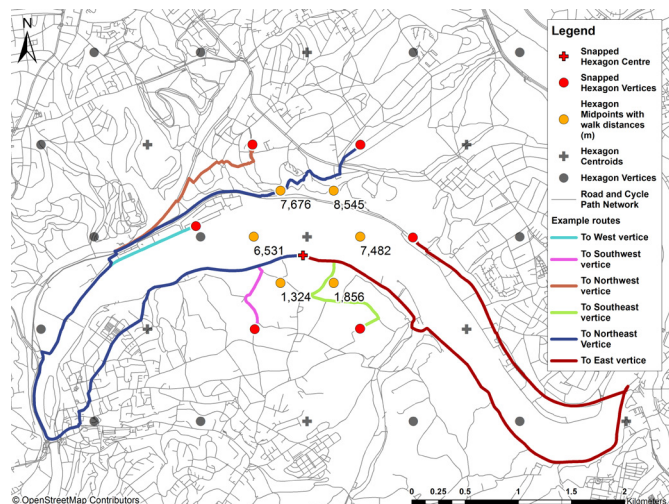 N
Legend
Snapped
Hexagon Centre
Snapped
Hexagon Vertices
Hexagon
Midpoints with
walk distances
(m)
Hexagon
Centroids
Hexagon Vertices
Road and Cycle
Path Network
Example routes
To West vertice
To Southwest
vertice
To Northwest
vertice
To Southeast
vertice
To Northeast
Vertice
To East vertice
7,676 8,545
6,531 7,482
1,324 1,856
0 0.25 0.5 1 1.5 2
Kilometers
© OpenStreetMap Contributors